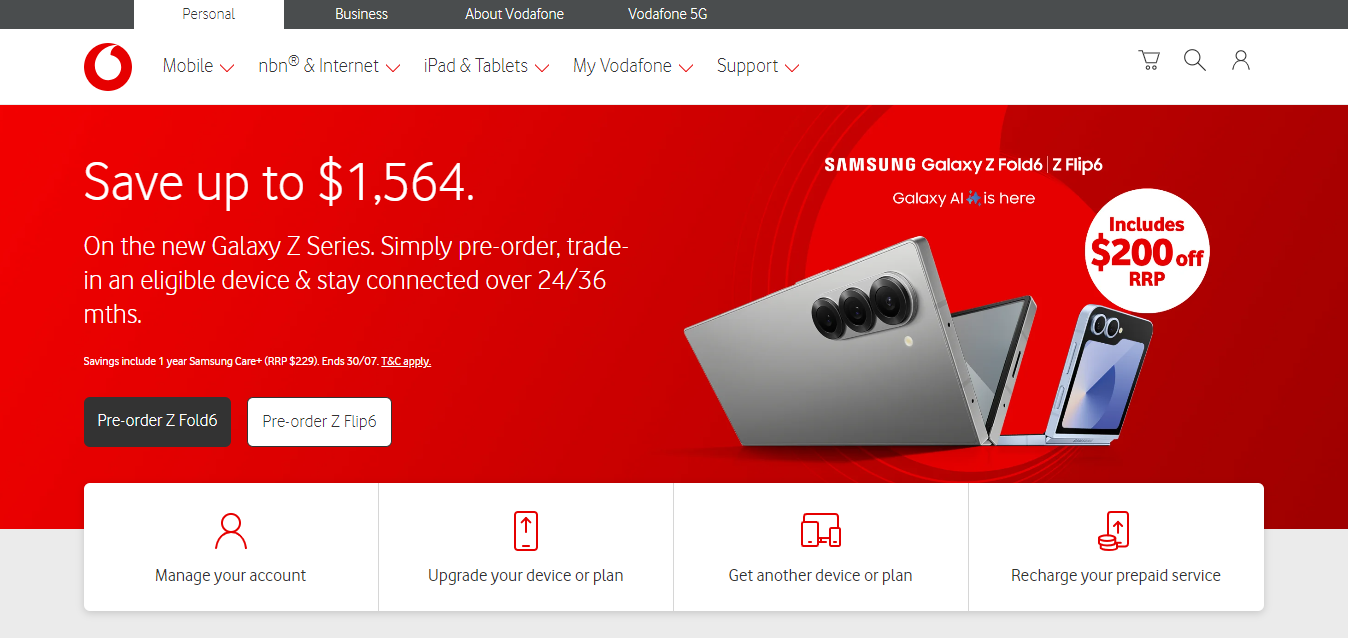 Personal
Business
About Vodafone
Vodafone 5G
Mobile
nbn® & Internet
iPad & Tablets
My Vodafone
Support
Save up to $1,564.
On the new Galaxy Z Series. Simply pre-order, trade-
in an eligible device & stay connected over 24/36
mths.
Savings include 1 year Samsung Care+ (RRP $229). Ends 30/07. T&C apply.
Pre-order Z Fold6
Pre-order Z Flip6
SAMSUNG Galaxy Z Fold6 | Z Flip6
Galaxy AI is here
Includes
$200 off
RRP
Manage your account
Upgrade your device or plan
Get another device or plan
Recharge your prepaid service